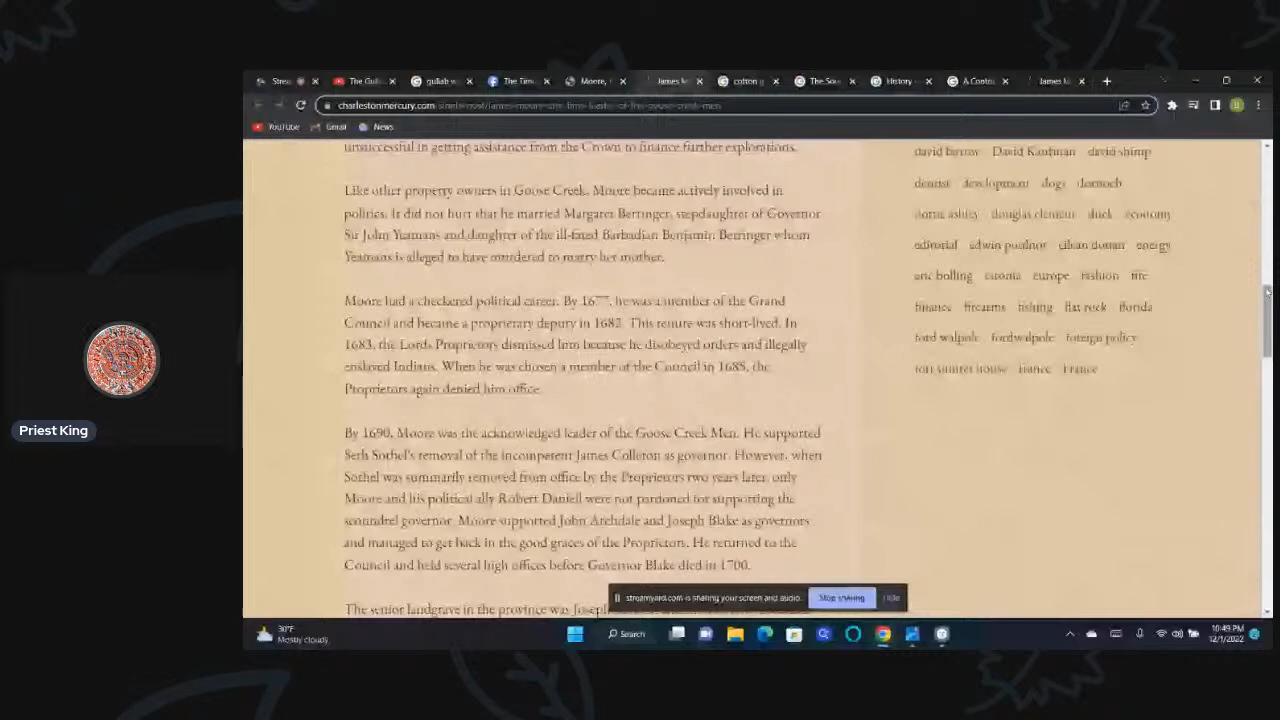 The Tim
Moore,
James M
cotton g
The Sou
History
A Contr
James M
charlestonmercury.com
YouTube
Gmail
News
unsuccessful in getting assistance from the Crown to finance further explorations.
Like other property owners in Goose Creek, Moore became actively involved in
politics. It did not hurt that he married Margaret Berringer, stepdaughter of Governor
Sir John Yeamans and daughter of the ill-fated Barbadian Benjamin Berringer whom
Yeamans is alleged to have murdered to marry her mother.
Moore had a checkered political career. By 1677, he was a member of the Grand
Council and became a proprietary deputy in 1682. This tenure was short-lived. In
1683, the Lords Proprietors dismissed him because he disobeyed orders and illegally
enslaved Indians. When he was chosen a member of the Council in 1685, the
Proprietors again denied him office.
By 1690, Moore was the acknowledged leader of the Goose Creek Men. He supported
Seth Sothel's removal of the incompetent James Colleton as governor. However, when
Sothel was summarily removed from office by the Proprietors two years later, only
Moore and his political ally Robert Daniell were not pardoned for supporting the
scoundrel governor. Moore supported John Archdale and Joseph Blake as governors
and managed to get back in the good graces of the Proprietors. He returned to the
Council and held several high offices before Governor Blake died in 1700.
The senior landgrave in the province was Joseph
david barrow David Kaufman david shimp
dentist development dogs dornoch
dottie ashley douglas clement duck economy
editorial edwin poulnot eilean donan energy
eric bolling europe fashion fire
finance firearms fishing flat rock florida
ford walpole fordwalpole foreign policy
fort sumter house France France
Priest King
streamyard.com is sharing your screen and audio.
Stop sharing
Hide
30°F
Mostly cloudy
Search
10:49 PM
12/1/2022